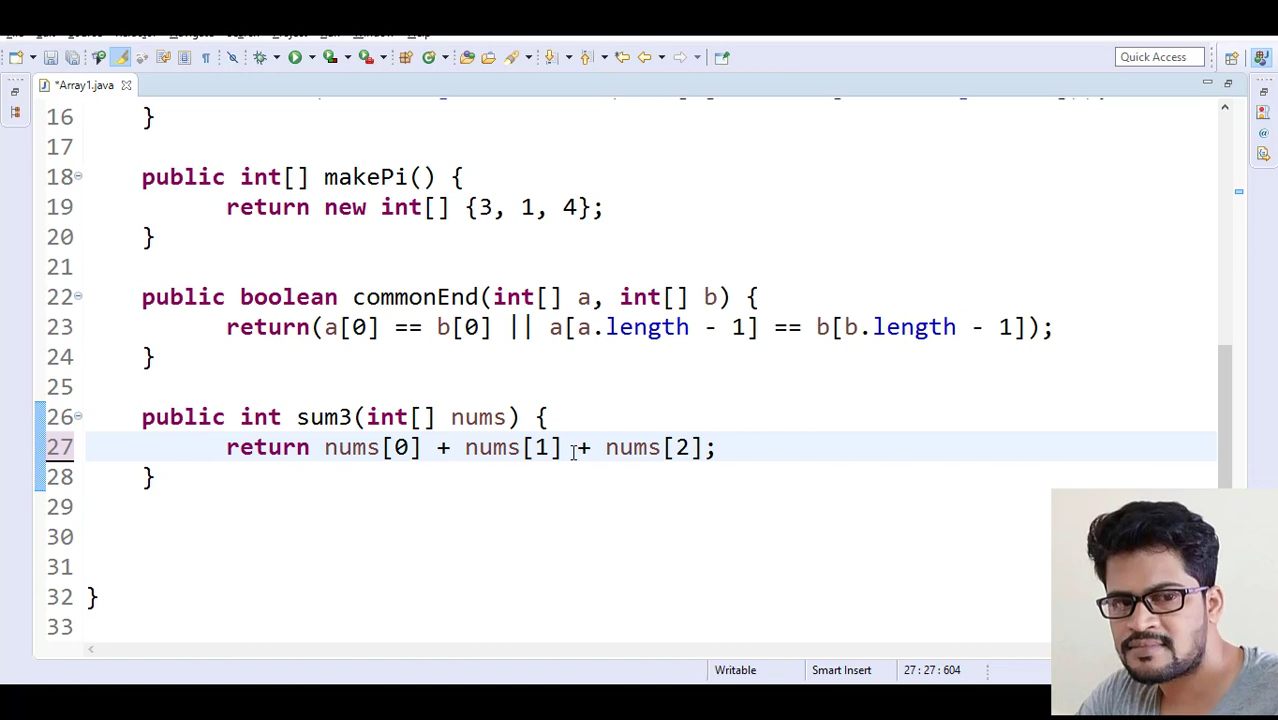 Quick Access
*Array1.java
16 }
17
18 public int[] makePi() {
19 return new int[] {3, 1, 4};
20 }
21
22 public boolean commonEnd(int[] a, int[] b) {
23 return(a[0] == b[0] || a[a.length - 1] == b[b.length - 1]);
24 }
25
26 public int sum3(int[] nums) {
27 return nums[0] + nums[1] + nums[2];
28 }
29
30
31
32 }
33
Writable Smart Insert 27 : 27 : 604